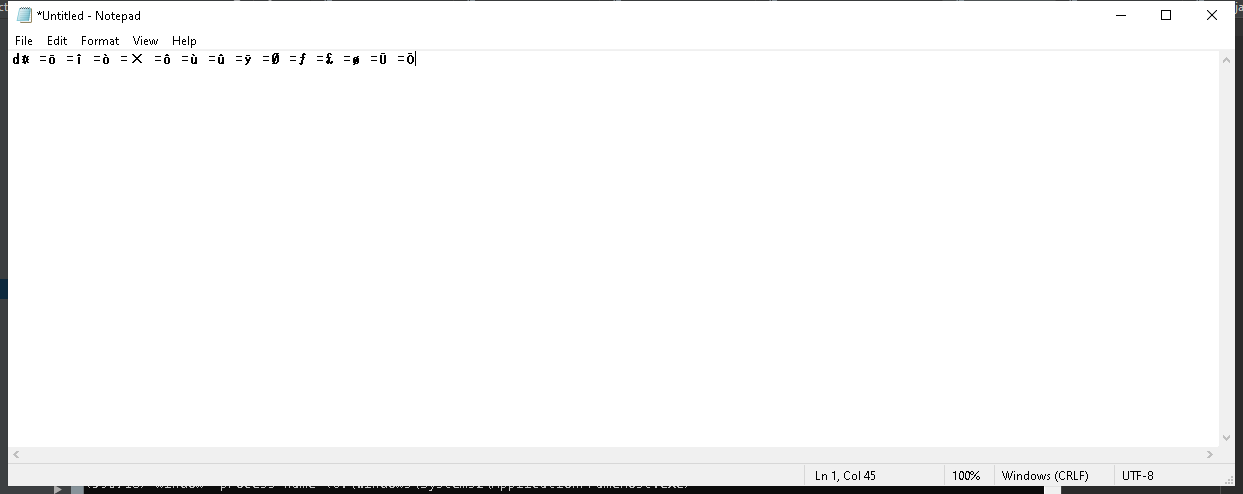 *Untitled - Notepad
File Edit Format View Help
d¤ =ō =î =ò =× =ô =ù =û =ÿ =Ø =ƒ =£ =ø =Ü =Ö
Ln 1, Col 45 100% Windows (CRLF) UTF-8